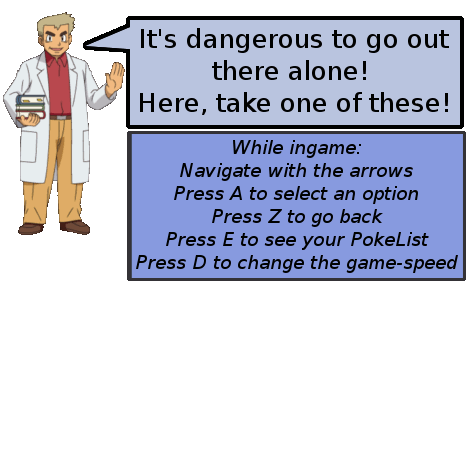 It's dangerous to go out
there alone!
Here, take one of these!
While ingame:
Navigate with the arrows
Press A to select an option
Press Z to go back
Press E to see your PokeList
Press D to change the game-speed